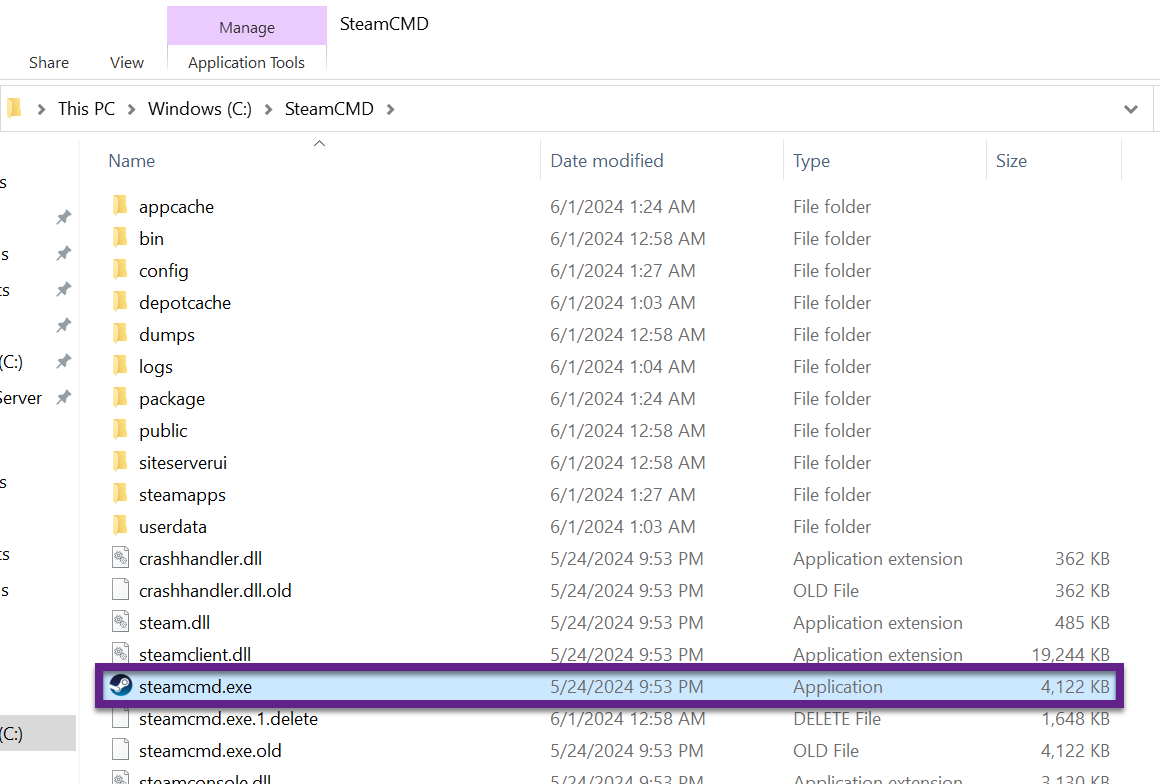 Manage SteamCMD
Share View Application Tools
This PC Windows (C:) SteamCMD
Name Date modified Type Size
appcache 6/1/2024 1:24 AM File folder
s
bin 6/1/2024 12:58 AM File folder
s
config 6/1/2024 1:27 AM File folder
ts
depotcache 6/1/2024 1:03 AM File folder
dumps 6/1/2024 12:58 AM File folder
(C:)
logs 6/1/2024 1:04 AM File folder
Server
package 6/1/2024 1:24 AM File folder
public 6/1/2024 12:58 AM File folder
siteserverui 6/1/2024 12:58 AM File folder
s
steamapps 6/1/2024 1:27 AM File folder
userdata 6/1/2024 1:03 AM File folder
ts
crashhandler.dll 5/24/2024 9:53 PM Application extension 362 KB
s
crashhandler.dll.old 5/24/2024 9:53 PM OLD File 362 KB
steam.dll 5/24/2024 9:53 PM Application extension 485 KB
steamclient.dll 5/24/2024 9:53 PM Application extension 19,244 KB
steamcmd.exe 5/24/2024 9:53 PM Application 4,122 KB
steamcmd.exe.1.delete 6/1/2024 12:58 AM DELETE File 1,648 KB
(C:)
steamcmd.exe.old 5/24/2024 9:53 PM OLD File 4,122 KB
steamconsole.dll 5/24/2024 9:53 PM Application extension 3,130 KB